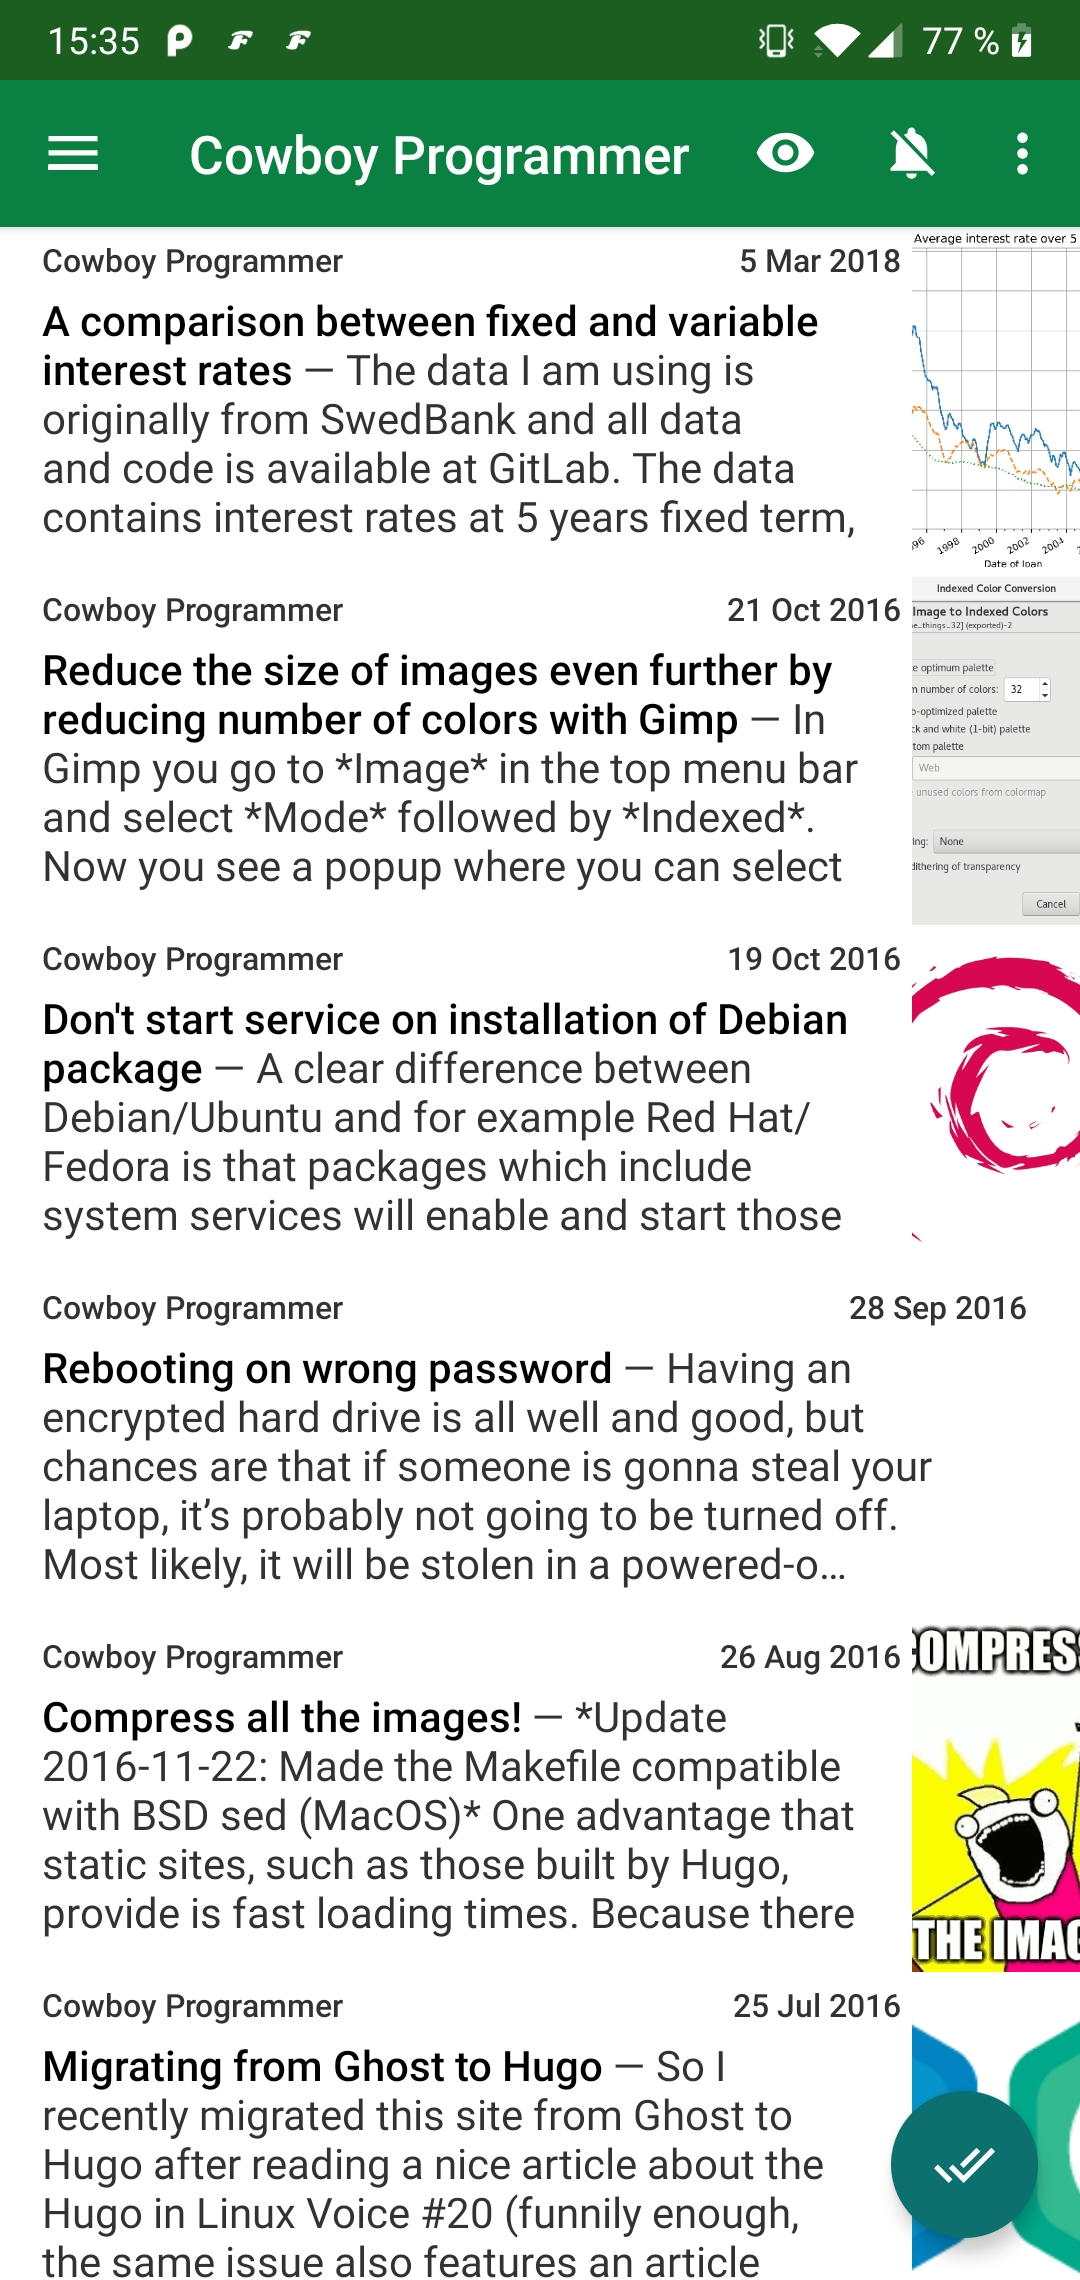 15:35
77 %
Cowboy Programmer
Cowboy Programmer
5 Mar 2018
A comparison between fixed and variable
interest rates — The data I am using is
originally from SwedBank and all data
and code is available at GitLab. The data
contains interest rates at 5 years fixed term,
Average interest rate over 5
96 1998 2000 2002 2004
Date of loan
Cowboy Programmer
21 Oct 2016
Reduce the size of images even further by
reducing number of colors with Gimp — In
Gimp you go to *Image* in the top menu bar
and select *Mode* followed by *Indexed*.
Now you see a popup where you can select
Indexed Color Conversion
Image to Indexed Colors
e_things_32] (exported)-2
e optimum palette
n number of colors: 32
b-optimized palette
ck and white (1-bit) palette
tom palette
Web
unused colors from colormap
ing: None
dithering of transparency
Cancel
Cowboy Programmer
19 Oct 2016
Don't start service on installation of Debian
package — A clear difference between
Debian/Ubuntu and for example Red Hat/
Fedora is that packages which include
system services will enable and start those
Cowboy Programmer
28 Sep 2016
Rebooting on wrong password — Having an
encrypted hard drive is all well and good, but
chances are that if someone is gonna steal your
laptop, it’s probably not going to be turned off.
Most likely, it will be stolen in a powered-o...
Cowboy Programmer
26 Aug 2016
Compress all the images! — *Update
2016-11-22: Made the Makefile compatible
with BSD sed (MacOS)* One advantage that
static sites, such as those built by Hugo,
provide is fast loading times. Because there
COMPRESS
THE IMAG
Cowboy Programmer
25 Jul 2016
Migrating from Ghost to Hugo — So I
recently migrated this site from Ghost to
Hugo after reading a nice article about the
Hugo in Linux Voice #20 (funnily enough,
the same issue also features an article